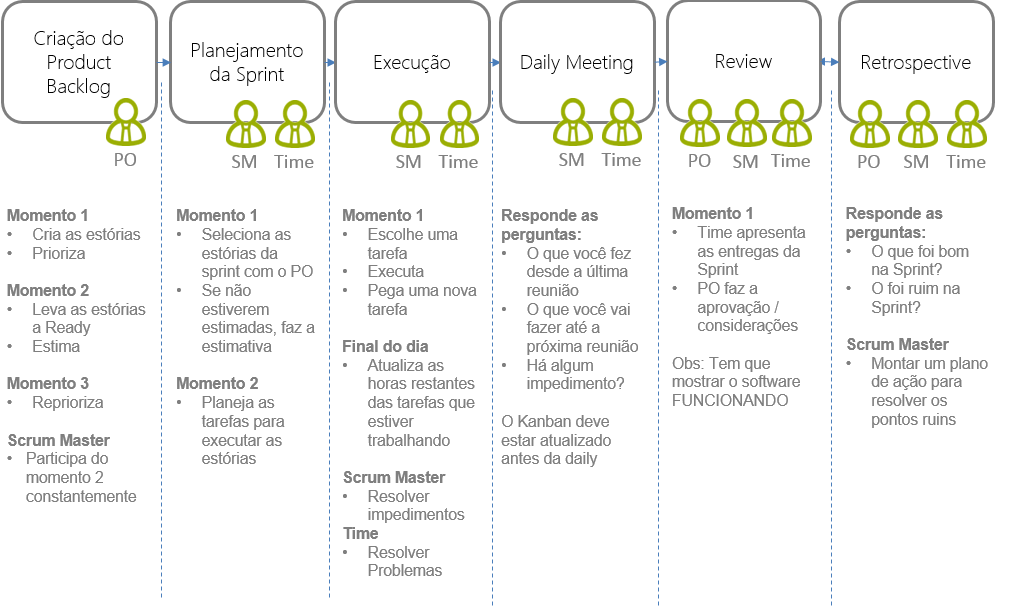 Criação do
Product
Backlog
PO
Momento 1
• Cria as estórias
• Prioriza
Momento 2
• Leva as estórias
a Ready
• Estima
Momento 3
• Reprioriza
Scrum Master
• Participa do
momento 2
constantemente
Planejamento
da Sprint
SM
Time
Momento 1
• Seleciona as
estórias da
sprint com o PO
• Se não
estiverem
estimadas, faz a
estimativa
Momento 2
• Planeja as
tarefas para
executar as
estórias
Execução
SM
Time
Momento 1
• Escolhe uma
tarefa
• Executa
• Pega uma nova
tarefa
Final do dia
• Atualiza as
horas restantes
das tarefas que
estiver
trabalhando
Scrum Master
• Resolver
impedimentos
Time
• Resolver
Problemas
Daily Meeting
SM
Time
Responde as
perguntas:
• O que você fez
desde a última
reunião
• O que você vai
fazer até a
próxima reunião
• Há algum
impedimento?
O Kanban deve
estar atualizado
antes da daily
Review
PO
SM
Time
Momento 1
• Time apresenta
as entregas da
Sprint
• PO faz a
aprovação /
considerações
Obs: Tem que
mostrar o software
FUNCIONANDO
Retrospective
PO
SM
Time
Responde as
perguntas:
• O que foi bom
na Sprint?
• O foi ruim na
Sprint?
Scrum Master
• Montar um plano
de ação para
resolver os
pontos ruins